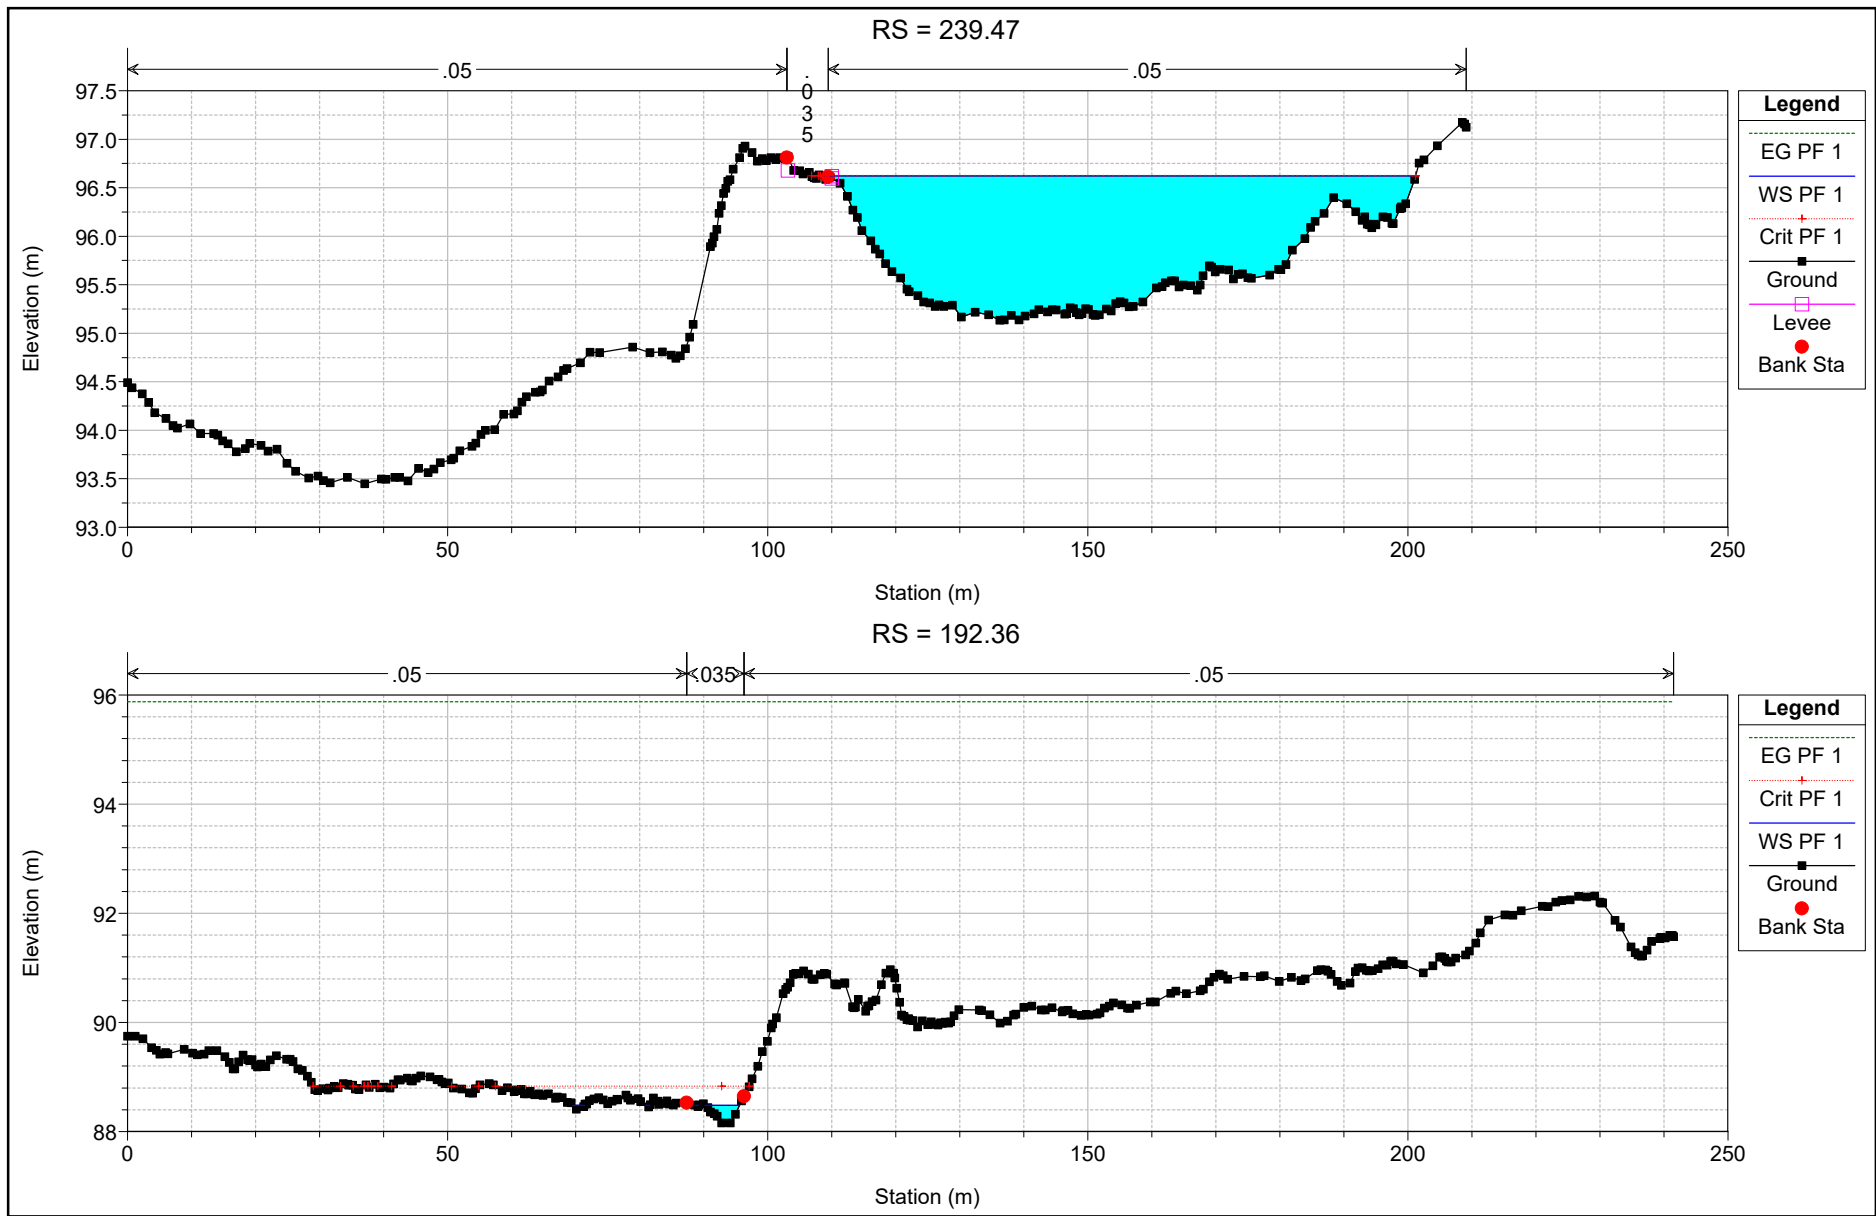 RS = 239.47
.05
.035
.05
97.5
97.0
96.5
96.0
95.5
95.0
94.5
94.0
93.5
93.0
Elevation (m)
0 50 100 150 200 250
Station (m)
Legend
EG PF 1
WS PF 1
Crit PF 1
Ground
Levee
Bank Sta
RS = 192.36
.05 .035 .05
96
94
92
90
88
Elevation (m)
0 50 100 150 200 250
Station (m)
Legend
EG PF 1
Crit PF 1
WS PF 1
Ground
Bank Sta